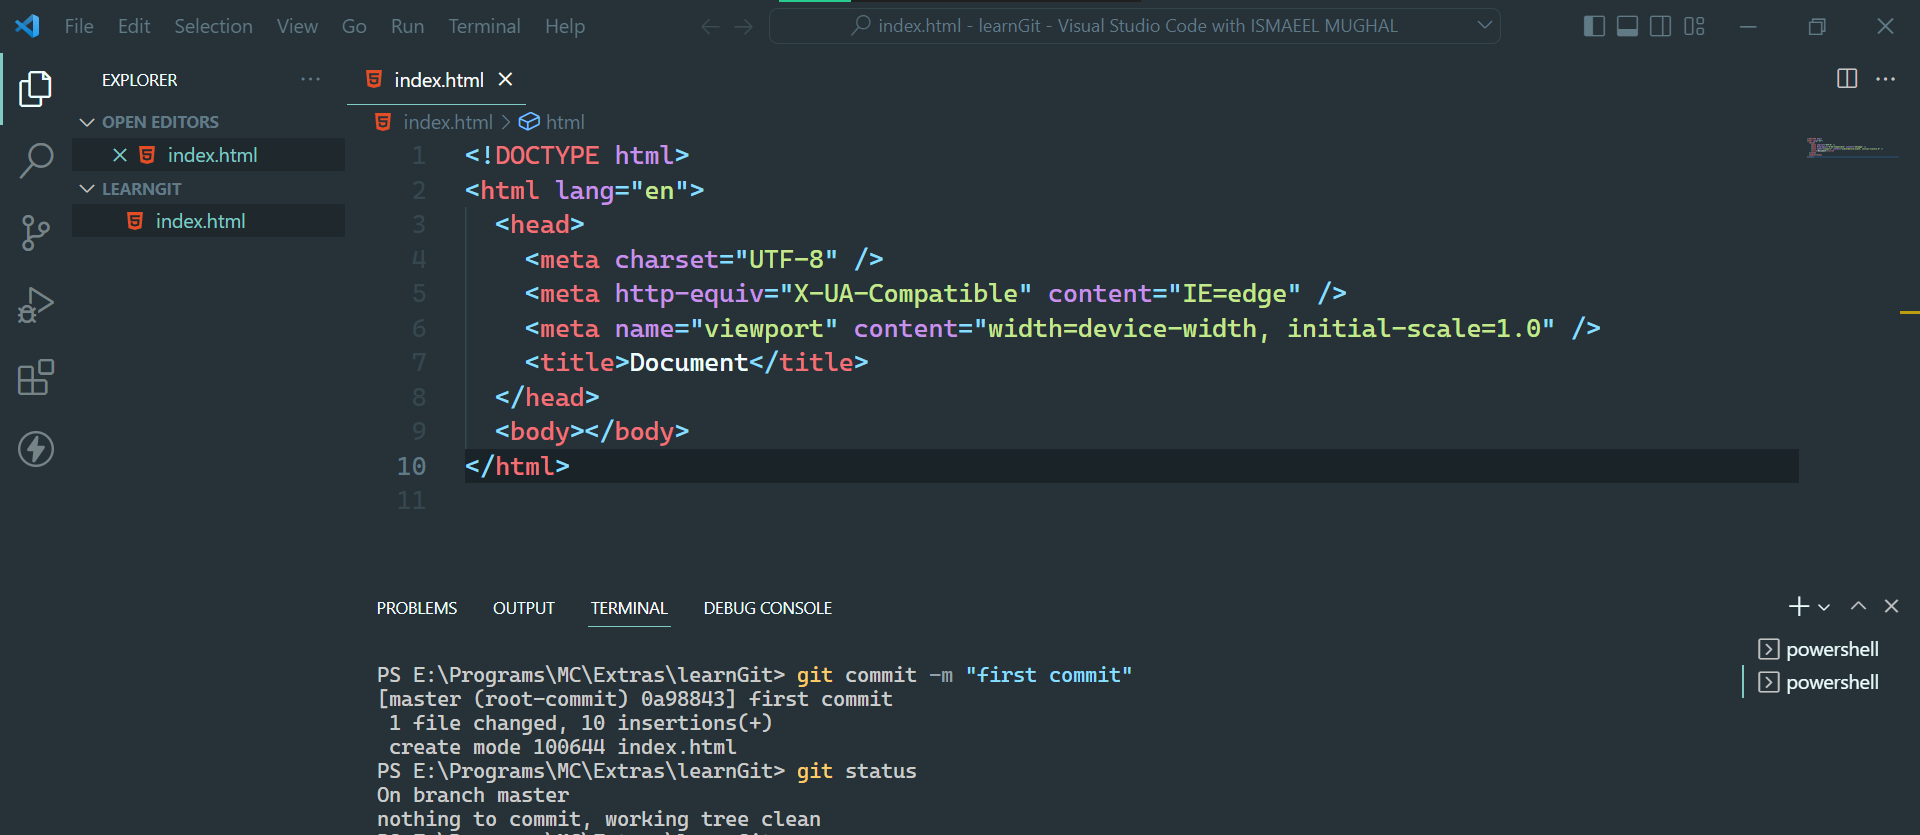 File Edit Selection View Go Run Terminal Help
index.html - learnGit - Visual Studio Code with ISMAEEL MUGHAL
EXPLORER
OPEN EDITORS
index.html
LEARNGIT
index.html
index.html
index.html > html
1 <!DOCTYPE html>
2 <html lang="en">
3 <head>
4 <meta charset="UTF-8" />
5 <meta http-equiv="X-UA-Compatible" content="IE=edge" />
6 <meta name="viewport" content="width=device-width, initial-scale=1.0" />
7 <title>Document</title>
8 </head>
9 <body></body>
10 </html>
11
PROBLEMS OUTPUT TERMINAL DEBUG CONSOLE
powershell
powershell
PS E:\Programs\MC\Extras\learnGit> git commit -m "first commit"
[master (root-commit) 0a98843] first commit
1 file changed, 10 insertions(+)
create mode 100644 index.html
PS E:\Programs\MC\Extras\learnGit> git status
On branch master
nothing to commit, working tree clean